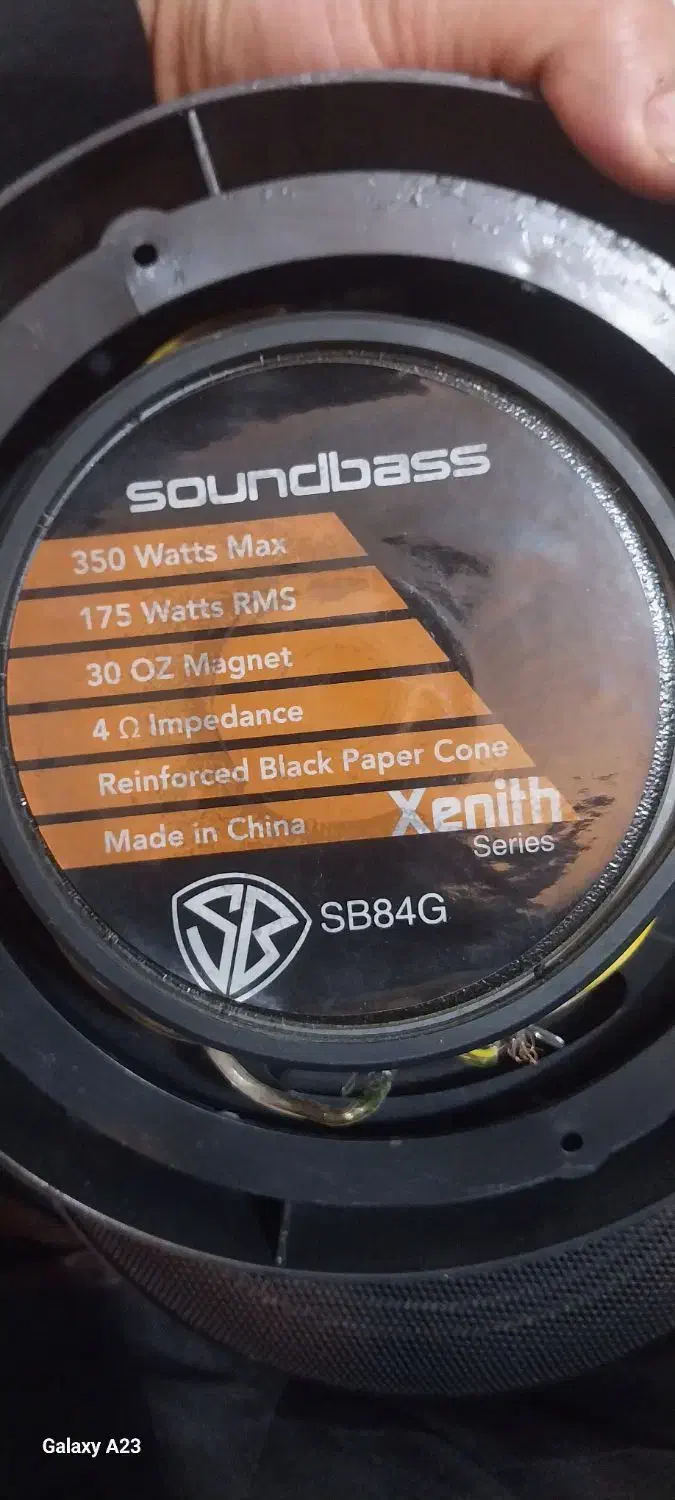 soundbass
350 Watts Max
175 Watts RMS
30 OZ Magnet
4 Ω Impedance
Reinforced Black Paper Cone
Made in China
Xenith
Series
SB SB84G
Galaxy A23